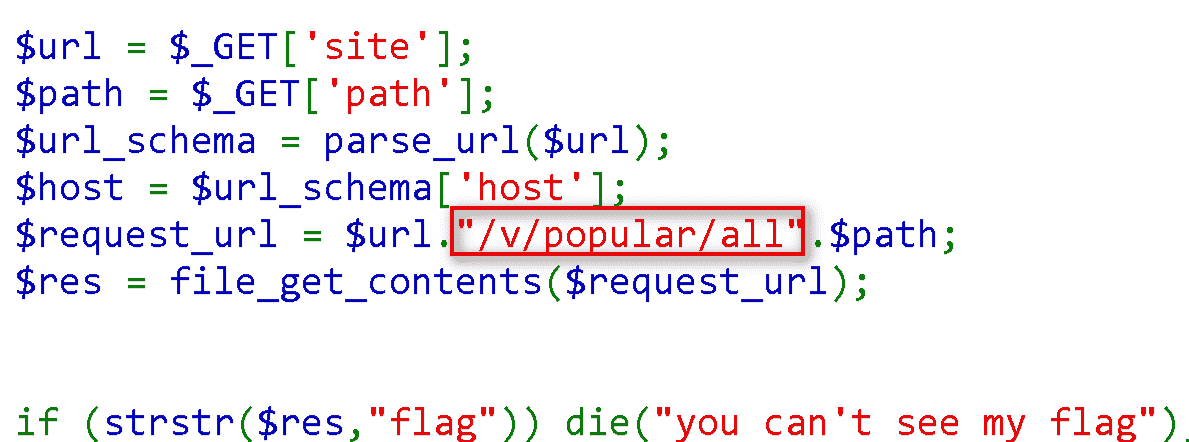 $url = $_GET['site'];
$path = $_GET['path'];
$url_schema = parse_url($url);
$host = $url_schema['host'];
$request_url = $url."/v/popular/all".$path;
$res = file_get_contents($request_url);
if (strstr($res,"flag")) die("you can't see my flag")